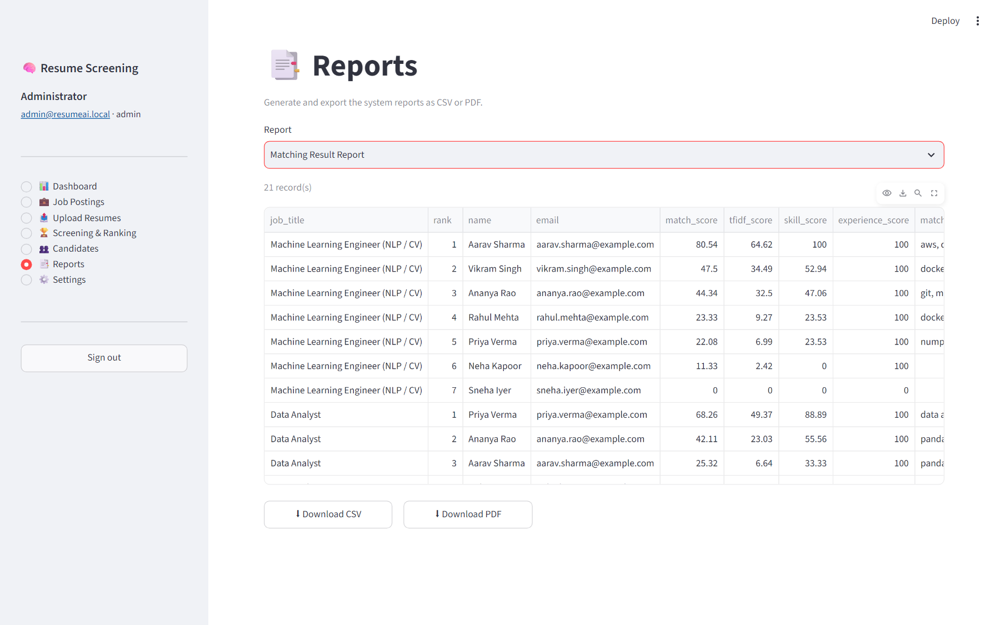 Deploy
Resume Screening
Administrator
admin@resumeai.local · admin
Dashboard
Job Postings
Upload Resumes
Screening & Ranking
Candidates
Reports
Settings
Sign out
Reports
Generate and export the system reports as CSV or PDF.
Report
Matching Result Report
21 record(s)
job_title rank name email match_score tfidf_score skill_score experience_score match
Machine Learning Engineer (NLP / CV) 1 Aarav Sharma aarav.sharma@example.com 80.54 64.62 100 100 aws,
Machine Learning Engineer (NLP / CV) 2 Vikram Singh vikram.singh@example.com 47.5 34.49 52.94 100 docke
Machine Learning Engineer (NLP / CV) 3 Ananya Rao ananya.rao@example.com 44.34 32.5 47.06 100 git, m
Machine Learning Engineer (NLP / CV) 4 Rahul Mehta rahul.mehta@example.com 23.33 9.27 23.53 100 docke
Machine Learning Engineer (NLP / CV) 5 Priya Verma priya.verma@example.com 22.08 6.99 23.53 100 nump
Machine Learning Engineer (NLP / CV) 6 Neha Kapoor neha.kapoor@example.com 11.33 2.42 0 100
Machine Learning Engineer (NLP / CV) 7 Sneha Iyer sneha.iyer@example.com 0 0 0 0
Data Analyst 1 Priya Verma priya.verma@example.com 68.26 49.37 88.89 100 data a
Data Analyst 2 Ananya Rao ananya.rao@example.com 42.11 23.03 55.56 100 panda
Data Analyst 3 Aarav Sharma aarav.sharma@example.com 25.32 6.64 33.33 100 panda
Download CSV
Download PDF